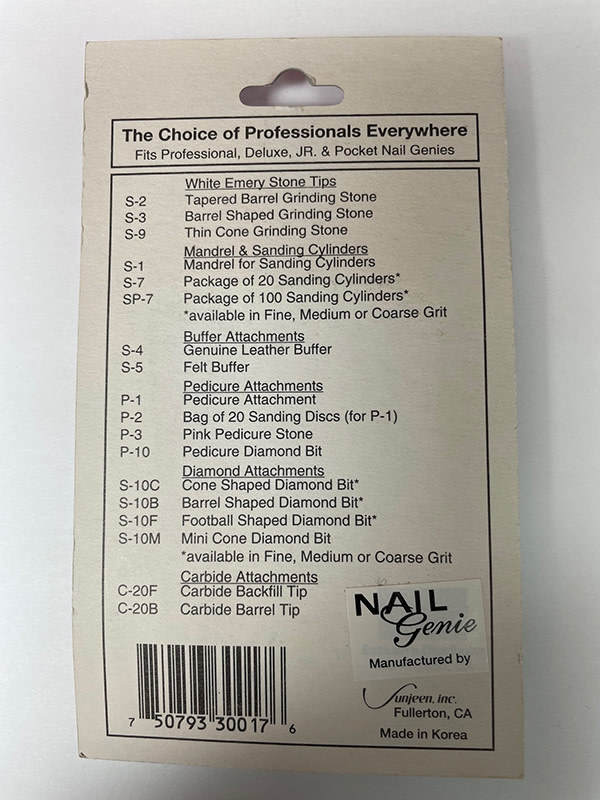 The Choice of Professionals Everywhere
Fits Professional, Deluxe, JR. & Pocket Nail Genies
White Emery Stone Tips
S-2 Tapered Barrel Grinding Stone
S-3 Barrel Shaped Grinding Stone
S-9 Thin Cone Grinding Stone
Mandrel & Sanding Cylinders
S-1 Mandrel for Sanding Cylinders
S-7 Package of 20 Sanding Cylinders*
SP-7 Package of 100 Sanding Cylinders*
*available in Fine, Medium or Coarse Grit
Buffer Attachments
S-4 Genuine Leather Buffer
S-5 Felt Buffer
Pedicure Attachments
P-1 Pedicure Attachment
P-2 Bag of 20 Sanding Discs (for P-1)
P-3 Pink Pedicure Stone
P-10 Pedicure Diamond Bit
Diamond Attachments
S-10C Cone Shaped Diamond Bit*
S-10B Barrel Shaped Diamond Bit*
S-10F Football Shaped Diamond Bit*
S-10M Mini Cone Diamond Bit
*available in Fine, Medium or Coarse Grit
Carbide Attachments
C-20F Carbide Backfill Tip
C-20B Carbide Barrel Tip
NAIL
Genie
Manufactured by
Sunjeen, inc.
Fullerton, CA
Made in Korea
7 50793 30017 6